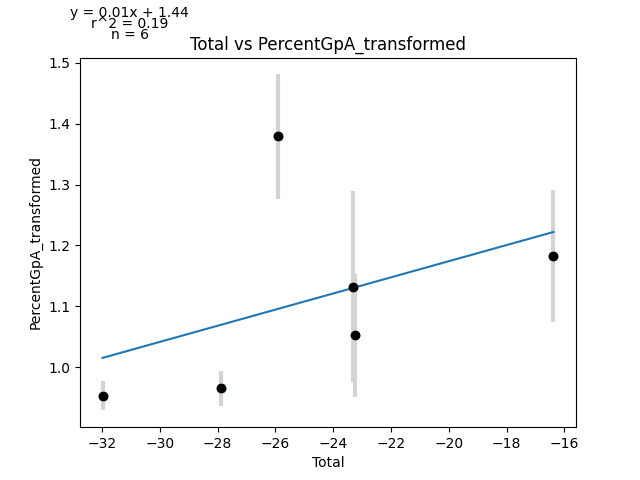 y = 0.01x + 1.44
r^2 = 0.19
n = 6
Total vs PercentGpA_transformed
1.5
1.4
1.3
1.2
1.1
1.0
PercentGpA_transformed
−32
−30
−28
−26
−24
−22
−20
−18
−16
Total